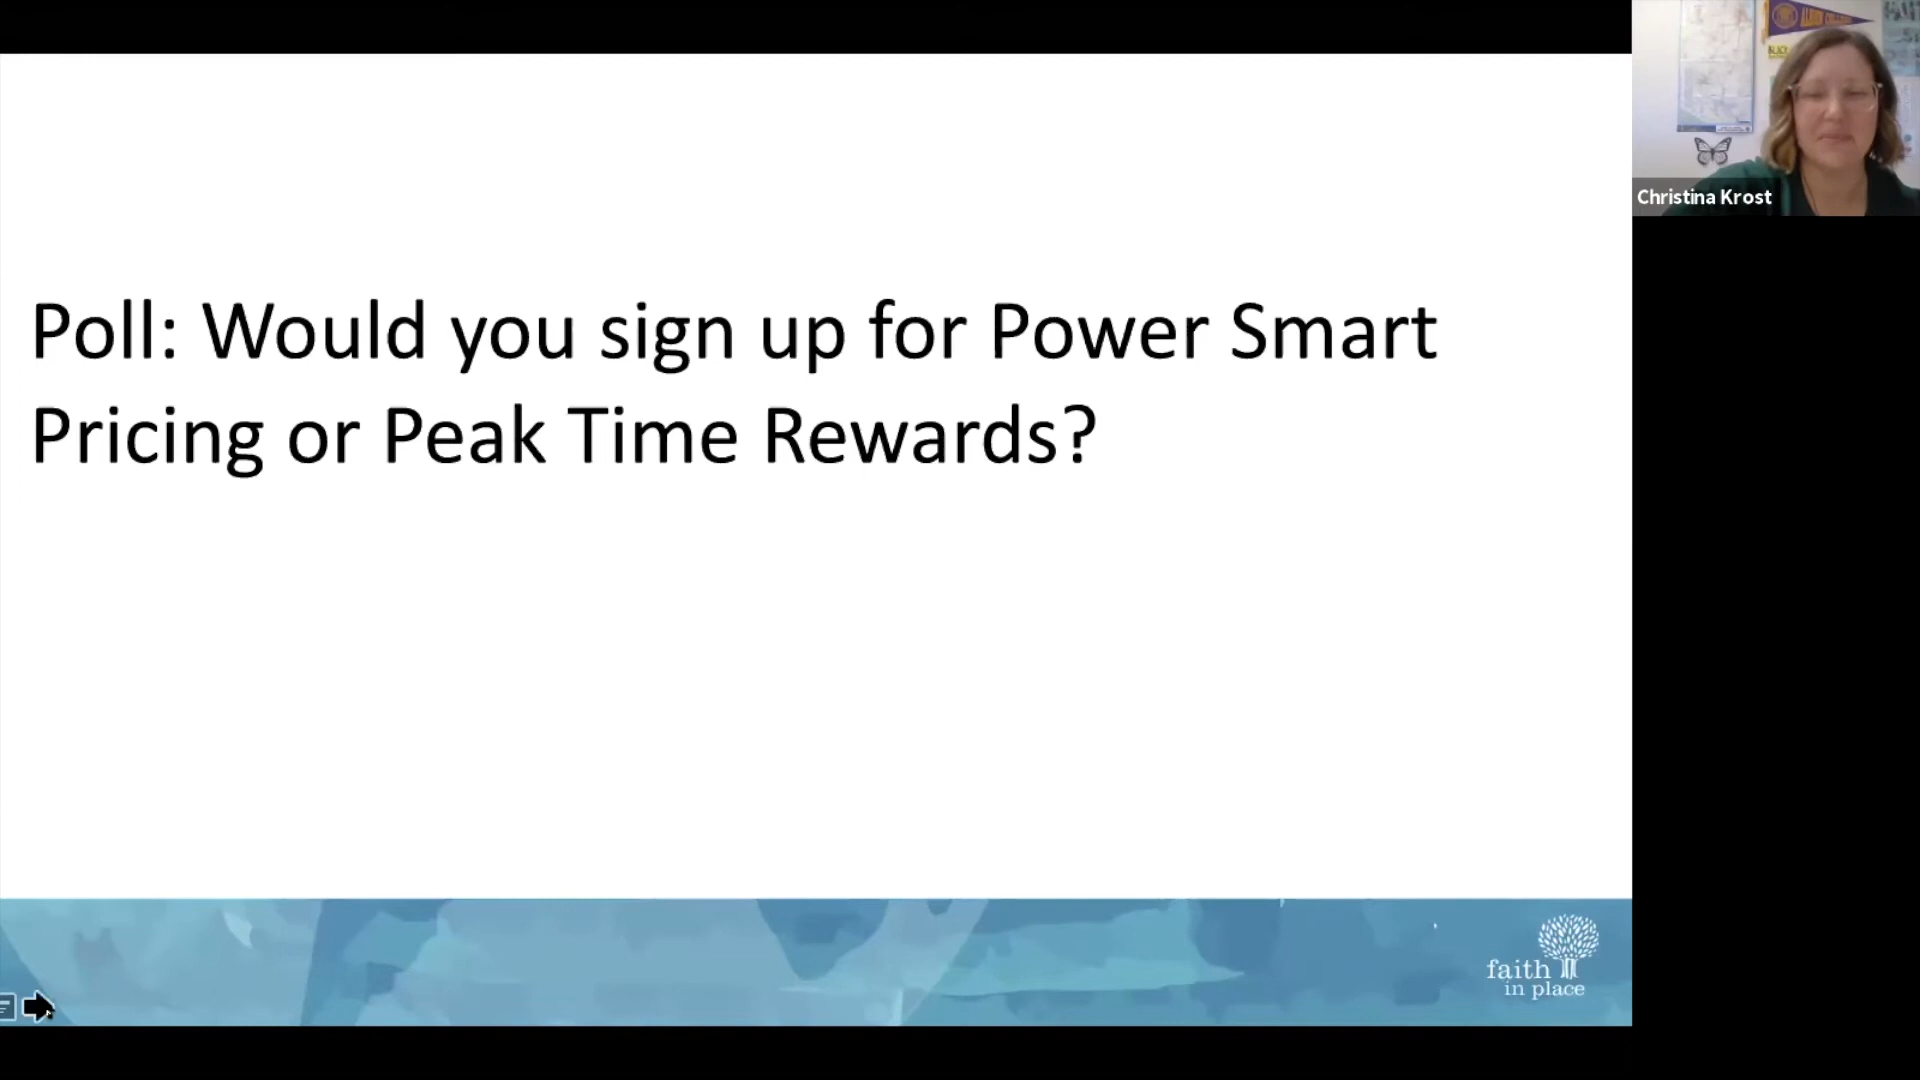 Poll: Would you sign up for Power Smart
Pricing or Peak Time Rewards?
Christina Krost
faith
in place